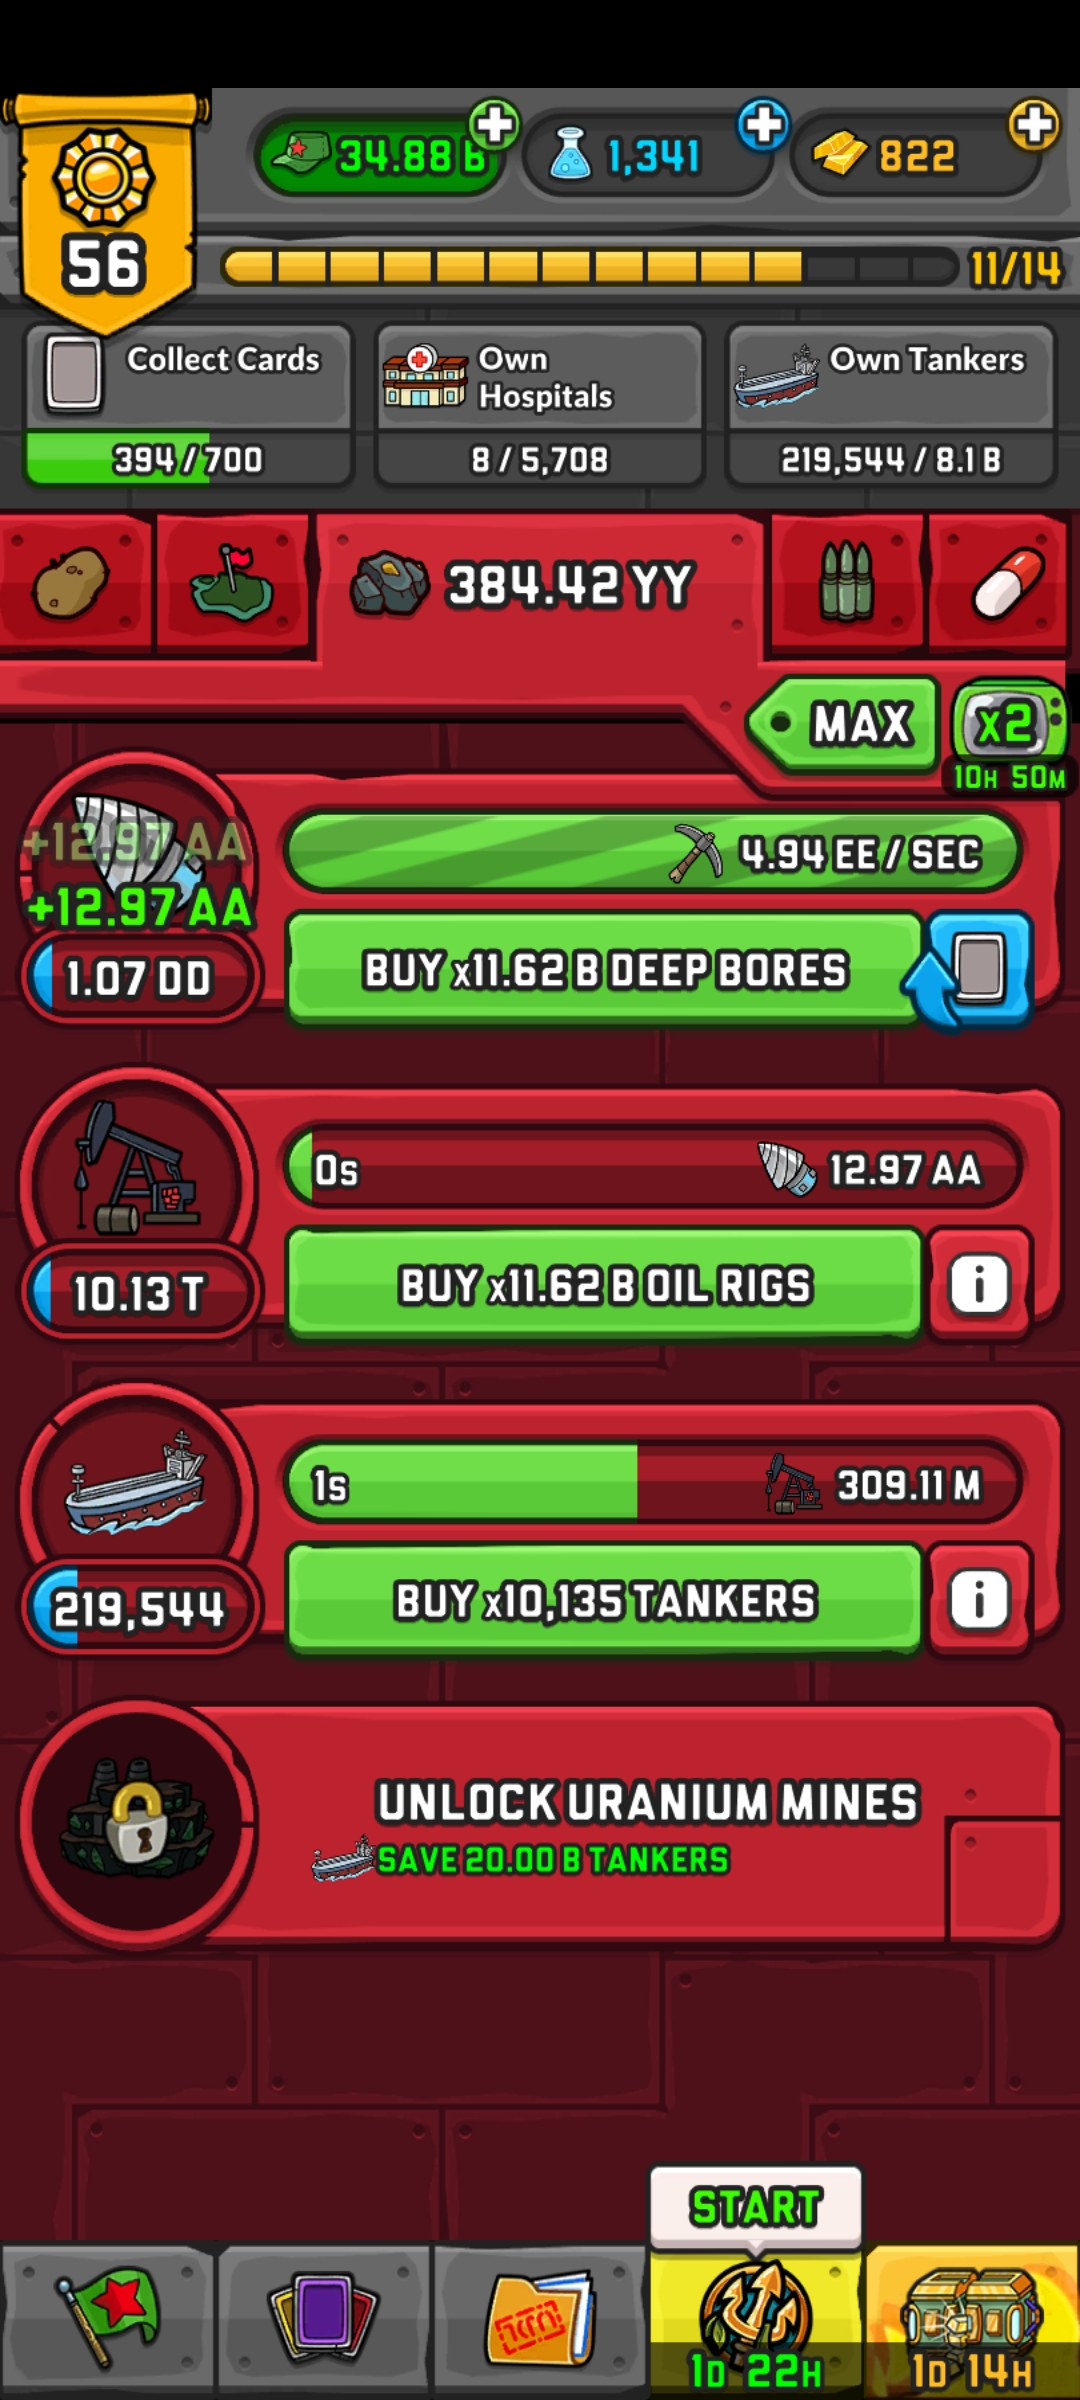 56
34.88 B
1,341
822
11/14
Collect Cards
394/700
Own
Hospitals
8/5,708
Own Tankers
219,544/8.1 B
384.42 YY
MAX
x2
10H 50M
+12.97 AA
+12.97 AA
1.07 DD
4.94 EE/SEC
BUY x11.62 B DEEP BORES
0s
12.97 AA
10.13 T
BUY x11.62 B OIL RIGS
i
1s
309.11 M
219,544
BUY x10,135 TANKERS
i
UNLOCK URANIUM MINES
SAVE 20.00 B TANKERS
START
1D 22H
1D 14H